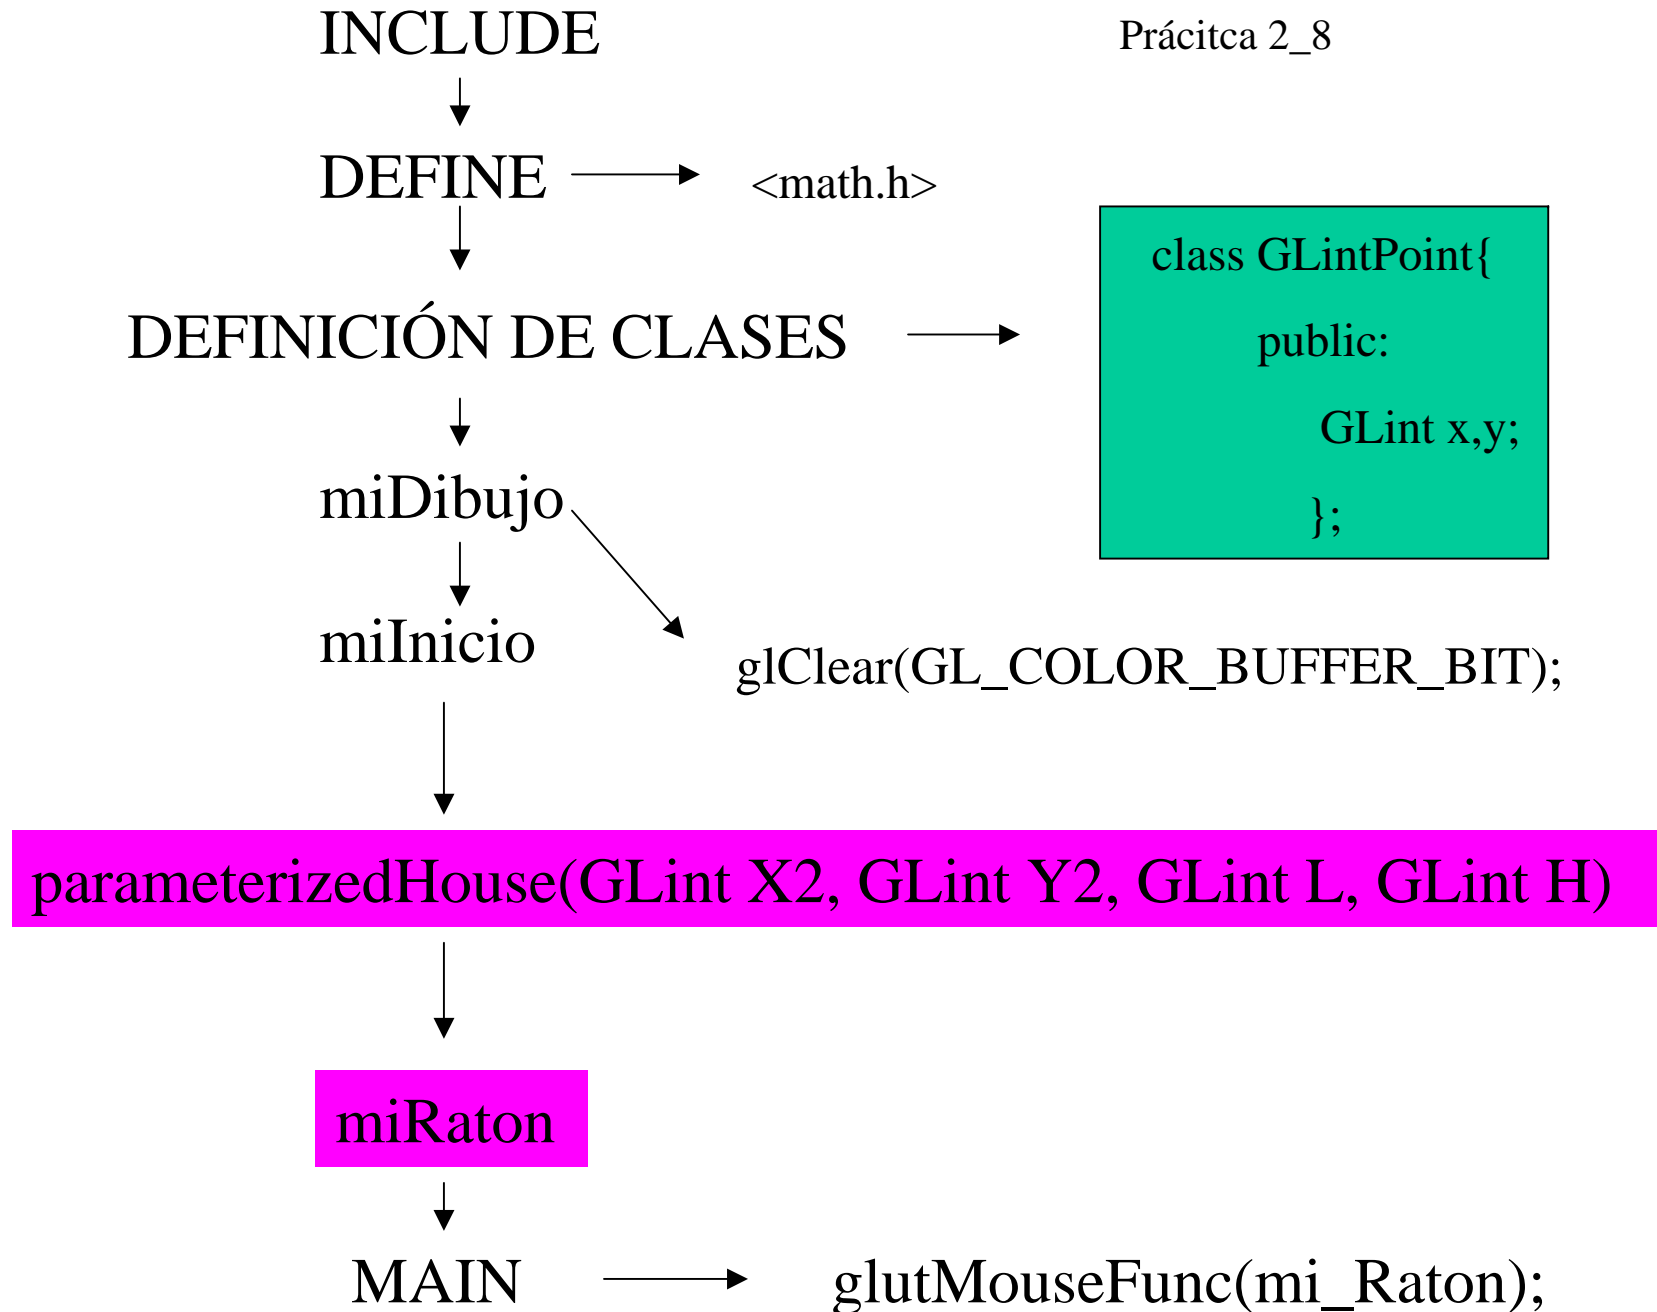 INCLUDE
Prácitca 2_8
DEFINE
<math.h>
DEFINICIÓN DE CLASES
class GLintPoint{
public:
GLint x,y;
};
miDibujo
miInicio
glClear(GL_COLOR_BUFFER_BIT);
parameterizedHouse(GLint X2, GLint Y2, GLint L, GLint H)
miRaton
MAIN
glutMouseFunc(mi_Raton);